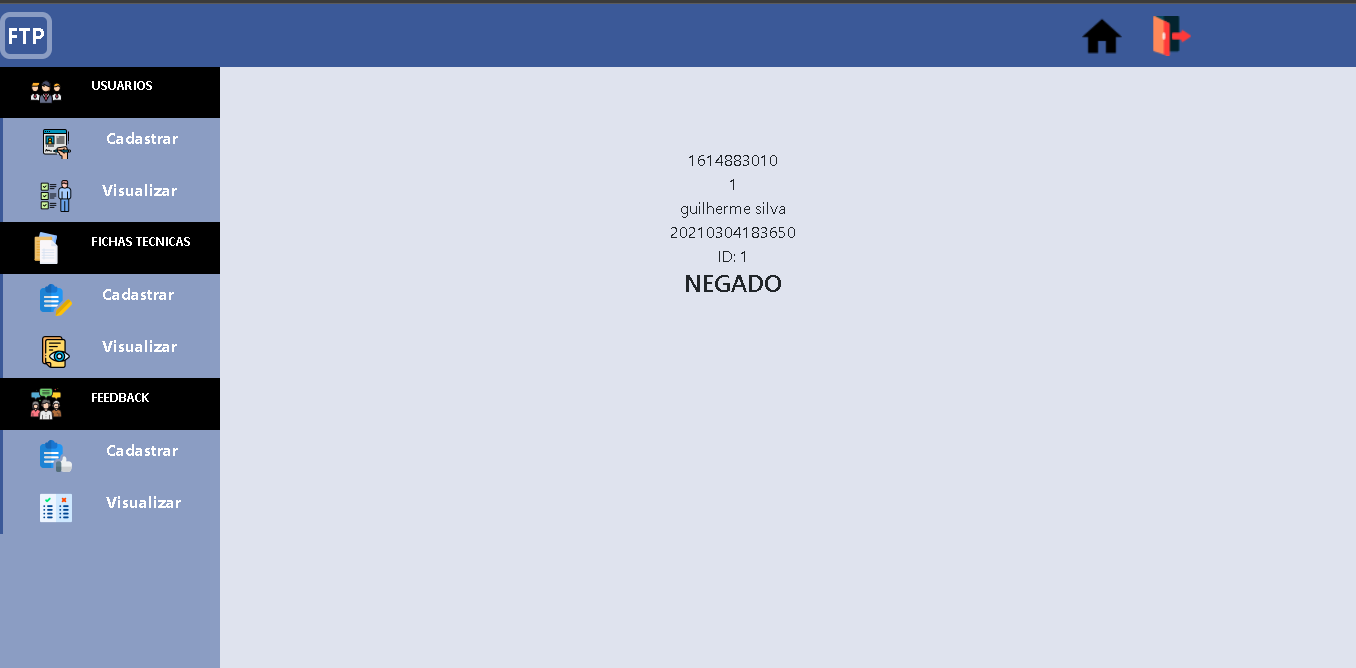 FTP
USUARIOS
Cadastrar
Visualizar
FICHAS TECNICAS
Cadastrar
Visualizar
FEEDBACK
Cadastrar
Visualizar
1614883010
1
guilherme silva
20210304183650
ID: 1
NEGADO